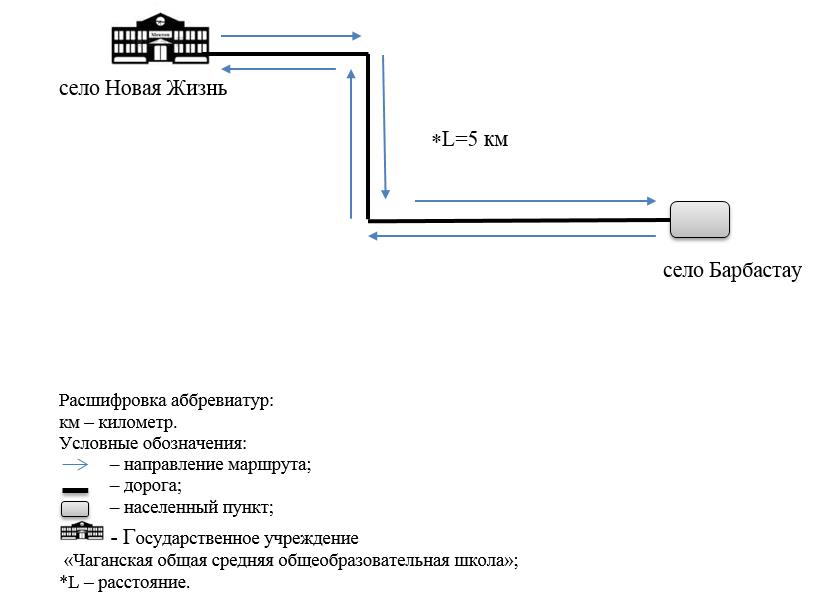 село Новая Жизнь
*L=5 км
село Барбастау
Расшифровка аббревиатур:
км – километр.
Условные обозначения:
– направление маршрута;
– дорога;
– населенный пункт;
- Государственное учреждение
«Чаганская общая средняя общеобразовательная школа»;
*L – расстояние.